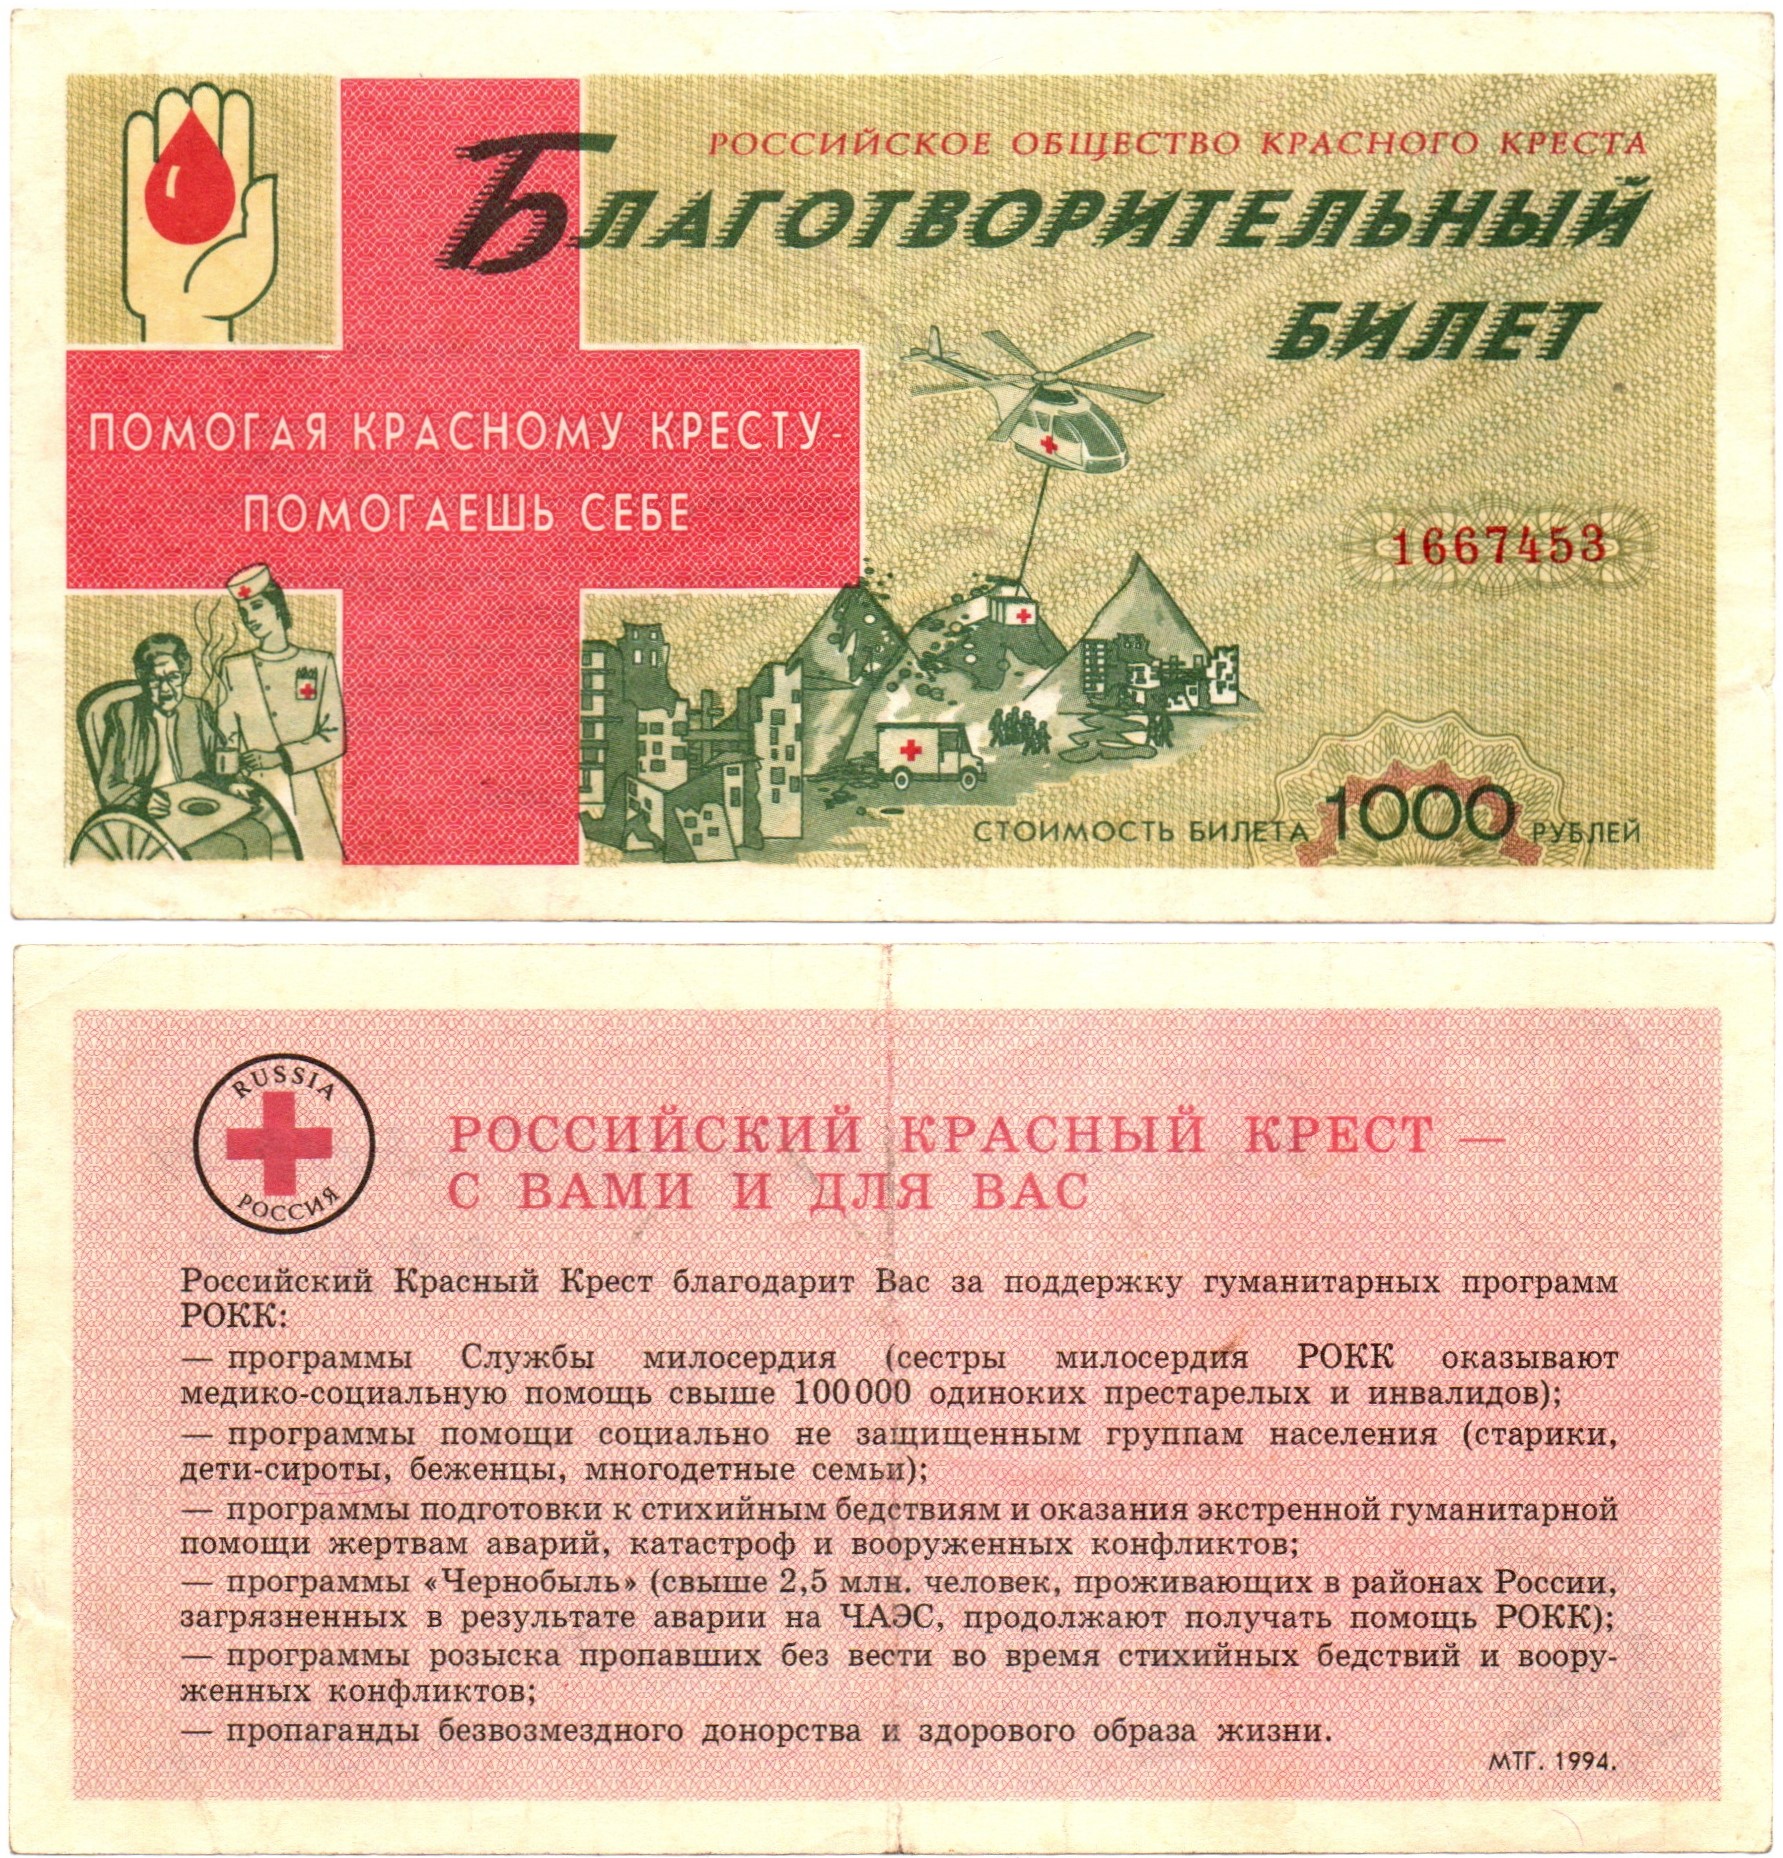 РОССИЙСКОЕ ОБЩЕСТВО КРАСНОГО КРЕСТА
БЛАГОТВОРИТЕЛЬНЫЙ
БИЛЕТ
ПОМОГАЯ КРАСНОМУ КРЕСТУ -
ПОМОГАЕШЬ СЕБЕ
1667453
СТОИМОСТЬ БИЛЕТА 1000 РУБЛЕЙ
RUSSIA
РОССИЯ
РОССИЙСКИЙ КРАСНЫЙ КРЕСТ —
С ВАМИ И ДЛЯ ВАС
Российский Красный Крест благодарит Вас за поддержку гуманитарных программ
РОКК:
— программы Службы милосердия (сестры милосердия РОКК оказывают
медико-социальную помощь свыше 100000 одиноких престарелых и инвалидов);
— программы помощи социально не защищенным группам населения (старики,
дети-сироты, беженцы, многодетные семьи);
— программы подготовки к стихийным бедствиям и оказания экстренной гуманитарной
помощи жертвам аварий, катастроф и вооруженных конфликтов;
— программы «Чернобыль» (свыше 2,5 млн. человек, проживающих в районах России,
загрязненных в результате аварии на ЧАЭС, продолжают получать помощь РОКК);
— программы розыска пропавших без вести во время стихийных бедствий и воору-
женных конфликтов;
— пропаганды безвозмездного донорства и здорового образа жизни.
МТГ. 1994.